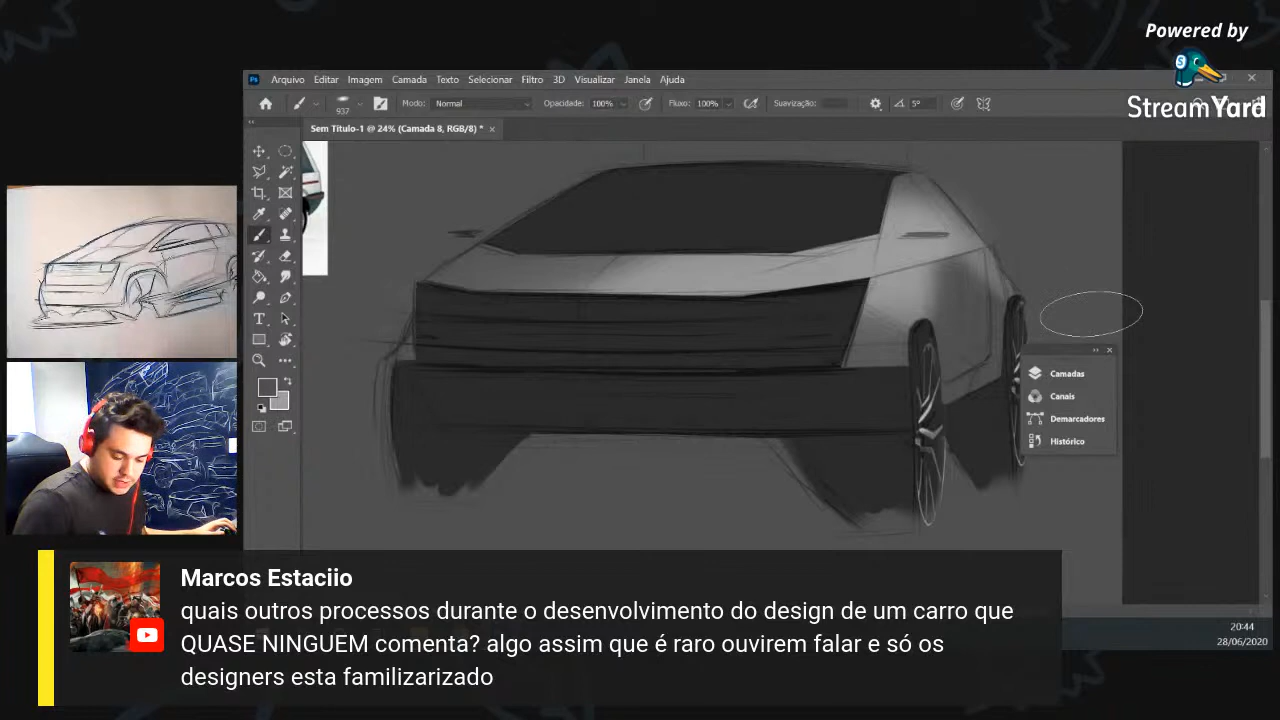 Powered by
StreamYard
Ps Arquivo Editar Imagem Camada Texto Selecionar Filtro 3D Visualizar Janela Ajuda
937 Modo: Normal Opacidade: 100% Fluxo: 100% Suavização: 5°
Sem Título-1 @ 24% (Camada 8, RGB/8) * ×
Camadas
Canais
Demarcadores
Histórico
20:44
28/06/2020
Marcos Estaciio
quais outros processos durante o desenvolvimento do design de um carro que
QUASE NINGUEM comenta? algo assim que é raro ouvirem falar e só os
designers esta familizarizado